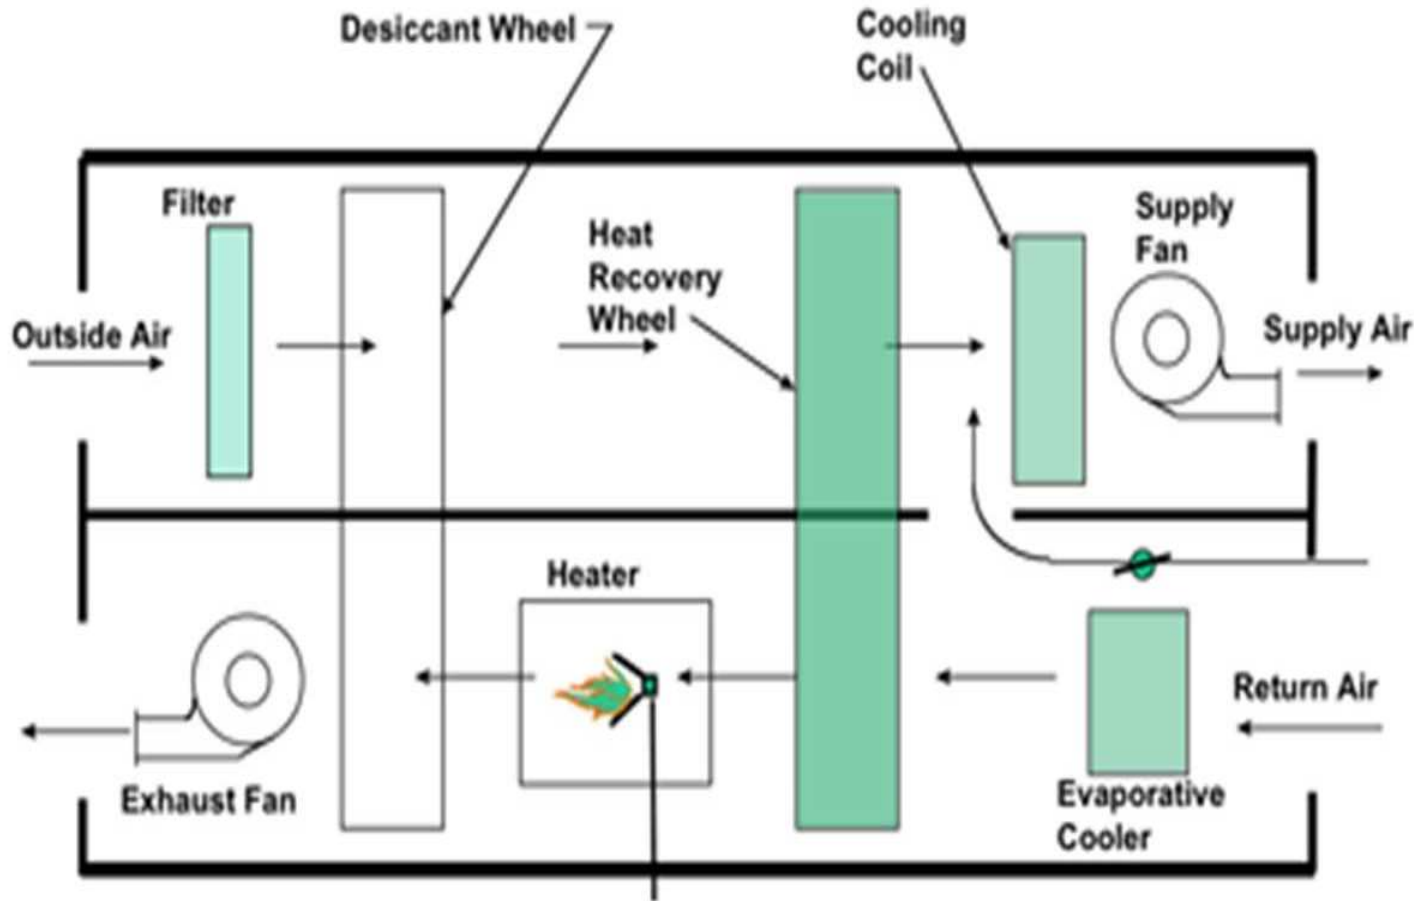 Desiccant Wheel
Cooling
Coil
Filter
Heat
Recovery
Wheel
Supply
Fan
Outside Air
Supply Air
Heater
Return Air
Exhaust Fan
Evaporative
Cooler